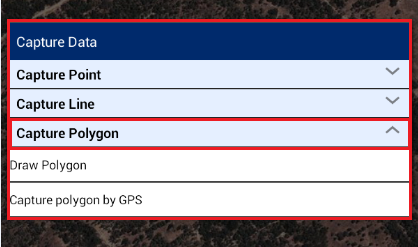 Capture Data
Capture Point
Capture Line
Capture Polygon
Draw Polygon
Capture polygon by GPS